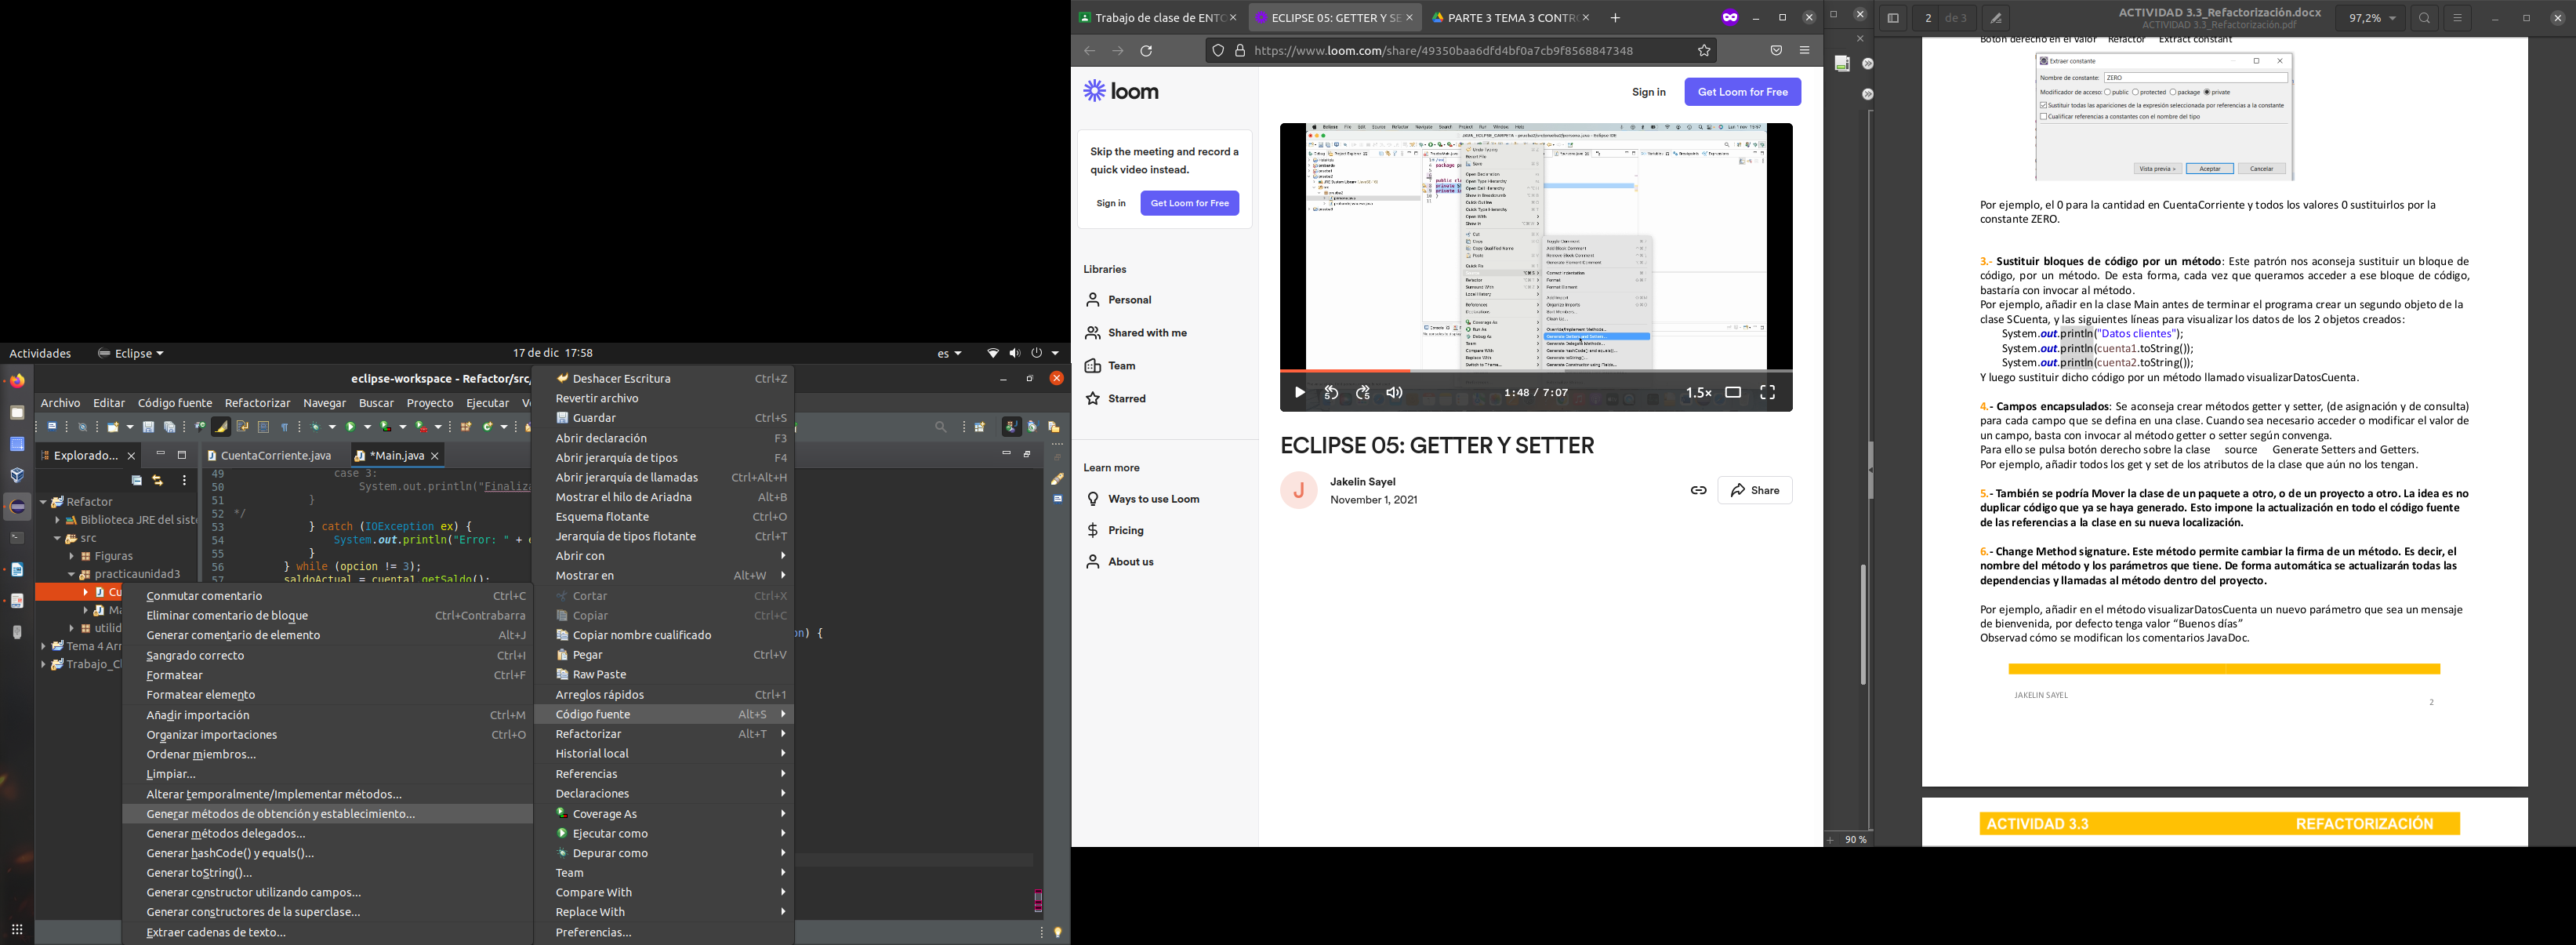 Actividades
Eclipse
17 de dic 17:58
es
eclipse-workspace - Refactor/src/
Archivo Editar Código fuente Refactorizar Navegar Buscar Proyecto Ejecutar
Explorado...
CuentaCorriente.java
*Main.java
Refactor
Biblioteca JRE del siste
src
Figuras
practicaunidad3
Cu
Ma
utilid
Tema 4 Arr
Trabajo_Cl
49 case 3:
50 System.out.println("Finaliza
51 }
52 */
53 } catch (IOException ex) {
54 System.out.println("Error: " + e
55 }
56 } while (opcion != 3);
57 saldoActual = cuenta1.getSaldo();
on) {
Deshacer Escritura Ctrl+Z
Revertir archivo
Guardar Ctrl+S
Abrir declaración F3
Abrir jerarquía de tipos F4
Abrir jerarquía de llamadas Ctrl+Alt+H
Mostrar el hilo de Ariadna Alt+B
Esquema flotante Ctrl+O
Jerarquía de tipos flotante Ctrl+T
Abrir con
Mostrar en Alt+W
Cortar Ctrl+X
Copiar Ctrl+C
Copiar nombre cualificado
Pegar Ctrl+V
Raw Paste
Arreglos rápidos Ctrl+1
Código fuente Alt+S
Refactorizar Alt+T
Historial local
Referencias
Declaraciones
Coverage As
Ejecutar como
Depurar como
Team
Compare With
Replace With
Preferencias...
Conmutar comentario Ctrl+C
Eliminar comentario de bloque Ctrl+Contrabarra
Generar comentario de elemento Alt+J
Sangrado correcto Ctrl+I
Formatear Ctrl+F
Formatear elemento
Añadir importación Ctrl+M
Organizar importaciones Ctrl+O
Ordenar miembros...
Limpiar...
Alterar temporalmente/Implementar métodos...
Generar métodos de obtención y establecimiento...
Generar métodos delegados...
Generar hashCode() y equals()...
Generar toString()...
Generar constructor utilizando campos...
Generar constructores de la superclase...
Extraer cadenas de texto...
Trabajo de clase de ENTO
ECLIPSE 05: GETTER Y SE
PARTE 3 TEMA 3 CONTRO
https://www.loom.com/share/49350baa6dfd4bf0a7cb9f8568847348
loom
Sign in
Get Loom for Free
Skip the meeting and record a
quick video instead.
Sign in
Get Loom for Free
Libraries
Personal
Shared with me
Team
Starred
Learn more
Ways to use Loom
Pricing
About us
1:48 / 7:07
1.5×
ECLIPSE 05: GETTER Y SETTER
J
Jakelin Sayel
November 1, 2021
Share
90 %
2 de 3
ACTIVIDAD 3.3_Refactorización.docx
ACTIVIDAD 3.3_Refactorización.pdf
97,2%
Botón derecho en el valor Refactor Extract constant
Extraer constante
Nombre de constante: ZERO
Modificador de acceso: public protected package private
Sustituir todas las apariciones de la expresión seleccionada por referencias a la constante
Cualificar referencias a constantes con el nombre del tipo
Vista previa > Aceptar Cancelar
Por ejemplo, el 0 para la cantidad en CuentaCorriente y todos los valores 0 sustituirlos por la
constante ZERO.
3.- Sustituir bloques de código por un método: Este patrón nos aconseja sustituir un bloque de
código, por un método. De esta forma, cada vez que queramos acceder a ese bloque de código,
bastaría con invocar al método.
Por ejemplo, añadir en la clase Main antes de terminar el programa crear un segundo objeto de la
clase SCuenta, y las siguientes líneas para visualizar los datos de los 2 objetos creados:
System.out.println("Datos clientes");
System.out.println(cuenta1.toString());
System.out.println(cuenta2.toString());
Y luego sustituir dicho código por un método llamado visualizarDatosCuenta.
4.- Campos encapsulados: Se aconseja crear métodos getter y setter, (de asignación y de consulta)
para cada campo que se defina en una clase. Cuando sea necesario acceder o modificar el valor de
un campo, basta con invocar al método getter o setter según convenga.
Para ello se pulsa botón derecho sobre la clase source Generate Setters and Getters.
Por ejemplo, añadir todos los get y set de los atributos de la clase que aún no los tengan.
5.- También se podría Mover la clase de un paquete a otro, o de un proyecto a otro. La idea es no
duplicar código que ya se haya generado. Esto impone la actualización en todo el código fuente
de las referencias a la clase en su nueva localización.
6.- Change Method signature. Este método permite cambiar la firma de un método. Es decir, el
nombre del método y los parámetros que tiene. De forma automática se actualizarán todas las
dependencias y llamadas al método dentro del proyecto.
Por ejemplo, añadir en el método visualizarDatosCuenta un nuevo parámetro que sea un mensaje
de bienvenida, por defecto tenga valor “Buenos días”
Observad cómo se modifican los comentarios JavaDoc.
JAKELIN SAYEL
2
ACTIVIDAD 3.3 REFACTORIZACIÓN